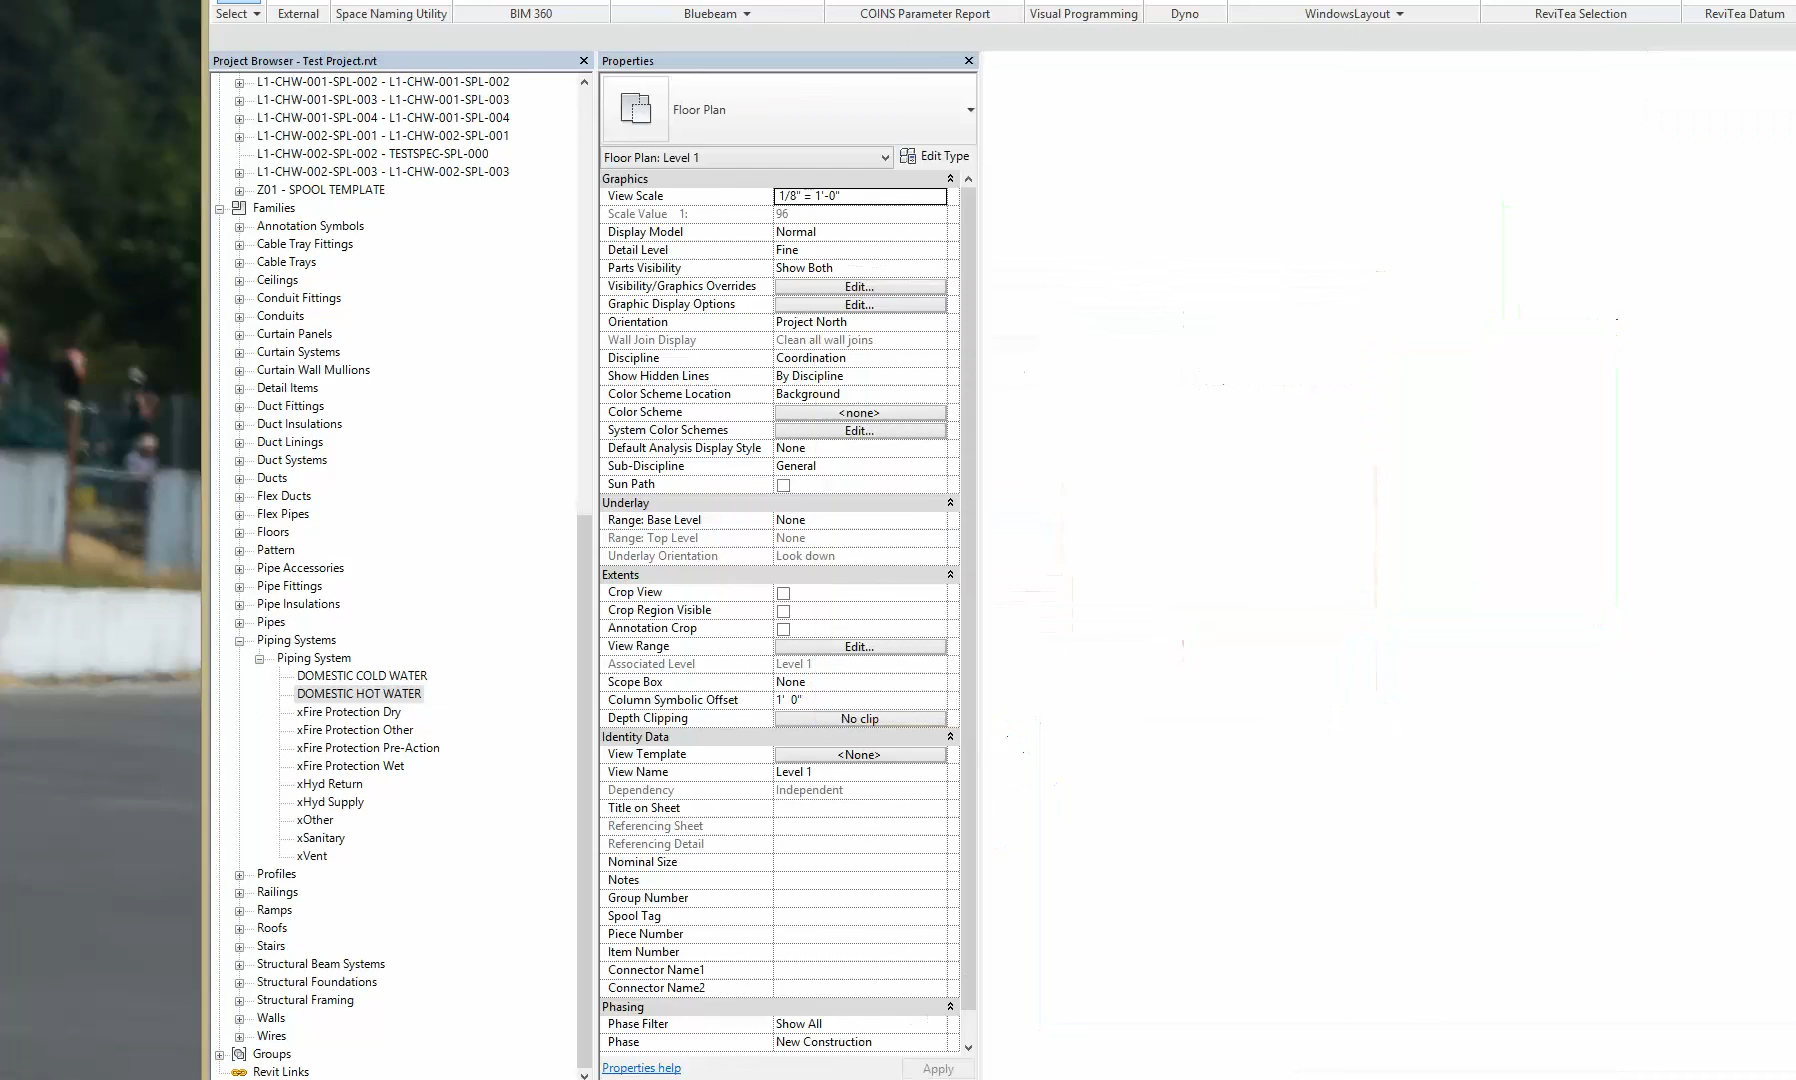 Select
External
Space Naming Utility
BIM 360
Bluebeam
COINS Parameter Report
Visual Programming
Dyno
WindowsLayout
ReviTea Selection
ReviTea Datum
Project Browser - Test Project.rvt
L1-CHW-001-SPL-002 - L1-CHW-001-SPL-002
L1-CHW-001-SPL-003 - L1-CHW-001-SPL-003
L1-CHW-001-SPL-004 - L1-CHW-001-SPL-004
L1-CHW-002-SPL-001 - L1-CHW-002-SPL-001
L1-CHW-002-SPL-002 - TESTSPEC-SPL-000
L1-CHW-002-SPL-003 - L1-CHW-002-SPL-003
Z01 - SPOOL TEMPLATE
Families
Annotation Symbols
Cable Tray Fittings
Cable Trays
Ceilings
Conduit Fittings
Conduits
Curtain Panels
Curtain Systems
Curtain Wall Mullions
Detail Items
Duct Fittings
Duct Insulations
Duct Linings
Duct Systems
Ducts
Flex Ducts
Flex Pipes
Floors
Pattern
Pipe Accessories
Pipe Fittings
Pipe Insulations
Pipes
Piping Systems
Piping System
DOMESTIC COLD WATER
DOMESTIC HOT WATER
xFire Protection Dry
xFire Protection Other
xFire Protection Pre-Action
xFire Protection Wet
xHyd Return
xHyd Supply
xOther
xSanitary
xVent
Profiles
Railings
Ramps
Roofs
Stairs
Structural Beam Systems
Structural Foundations
Structural Framing
Walls
Wires
Groups
Revit Links
Properties
Floor Plan
Floor Plan: Level 1
Edit Type
Graphics
View Scale 1/8" = 1'-0"
Scale Value 1: 96
Display Model Normal
Detail Level Fine
Parts Visibility Show Both
Visibility/Graphics Overrides Edit...
Graphic Display Options Edit...
Orientation Project North
Wall Join Display Clean all wall joins
Discipline Coordination
Show Hidden Lines By Discipline
Color Scheme Location Background
Color Scheme <none>
System Color Schemes Edit...
Default Analysis Display Style None
Sub-Discipline General
Sun Path
Underlay
Range: Base Level None
Range: Top Level None
Underlay Orientation Look down
Extents
Crop View
Crop Region Visible
Annotation Crop
View Range Edit...
Associated Level Level 1
Scope Box None
Column Symbolic Offset 1' 0"
Depth Clipping No clip
Identity Data
View Template <None>
View Name Level 1
Dependency Independent
Title on Sheet
Referencing Sheet
Referencing Detail
Nominal Size
Notes
Group Number
Spool Tag
Piece Number
Item Number
Connector Name1
Connector Name2
Phasing
Phase Filter Show All
Phase New Construction
Properties help
Apply